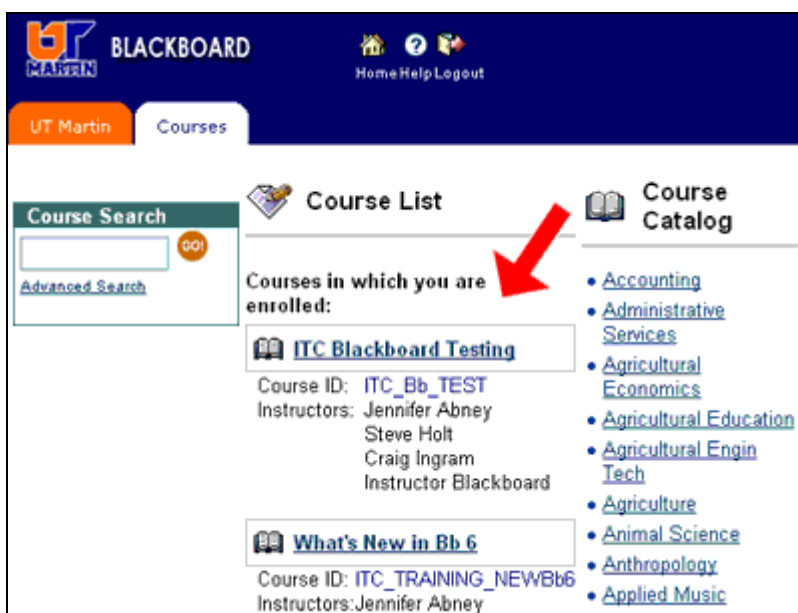 UT
MARTIN
BLACKBOARD
Home Help Logout
UT Martin
Courses
Course Search
GO!
Advanced Search
Course List
Courses in which you are
enrolled:
ITC Blackboard Testing
Course ID: ITC_Bb_TEST
Instructors: Jennifer Abney
Steve Holt
Craig Ingram
Instructor Blackboard
What's New in Bb 6
Course ID: ITC_TRAINING_NEWBb6
Instructors:Jennifer Abney
Course
Catalog
• Accounting
• Administrative
Services
• Agricultural
Economics
• Agricultural Education
• Agricultural Engin
Tech
• Agriculture
• Animal Science
• Anthropology
• Applied Music